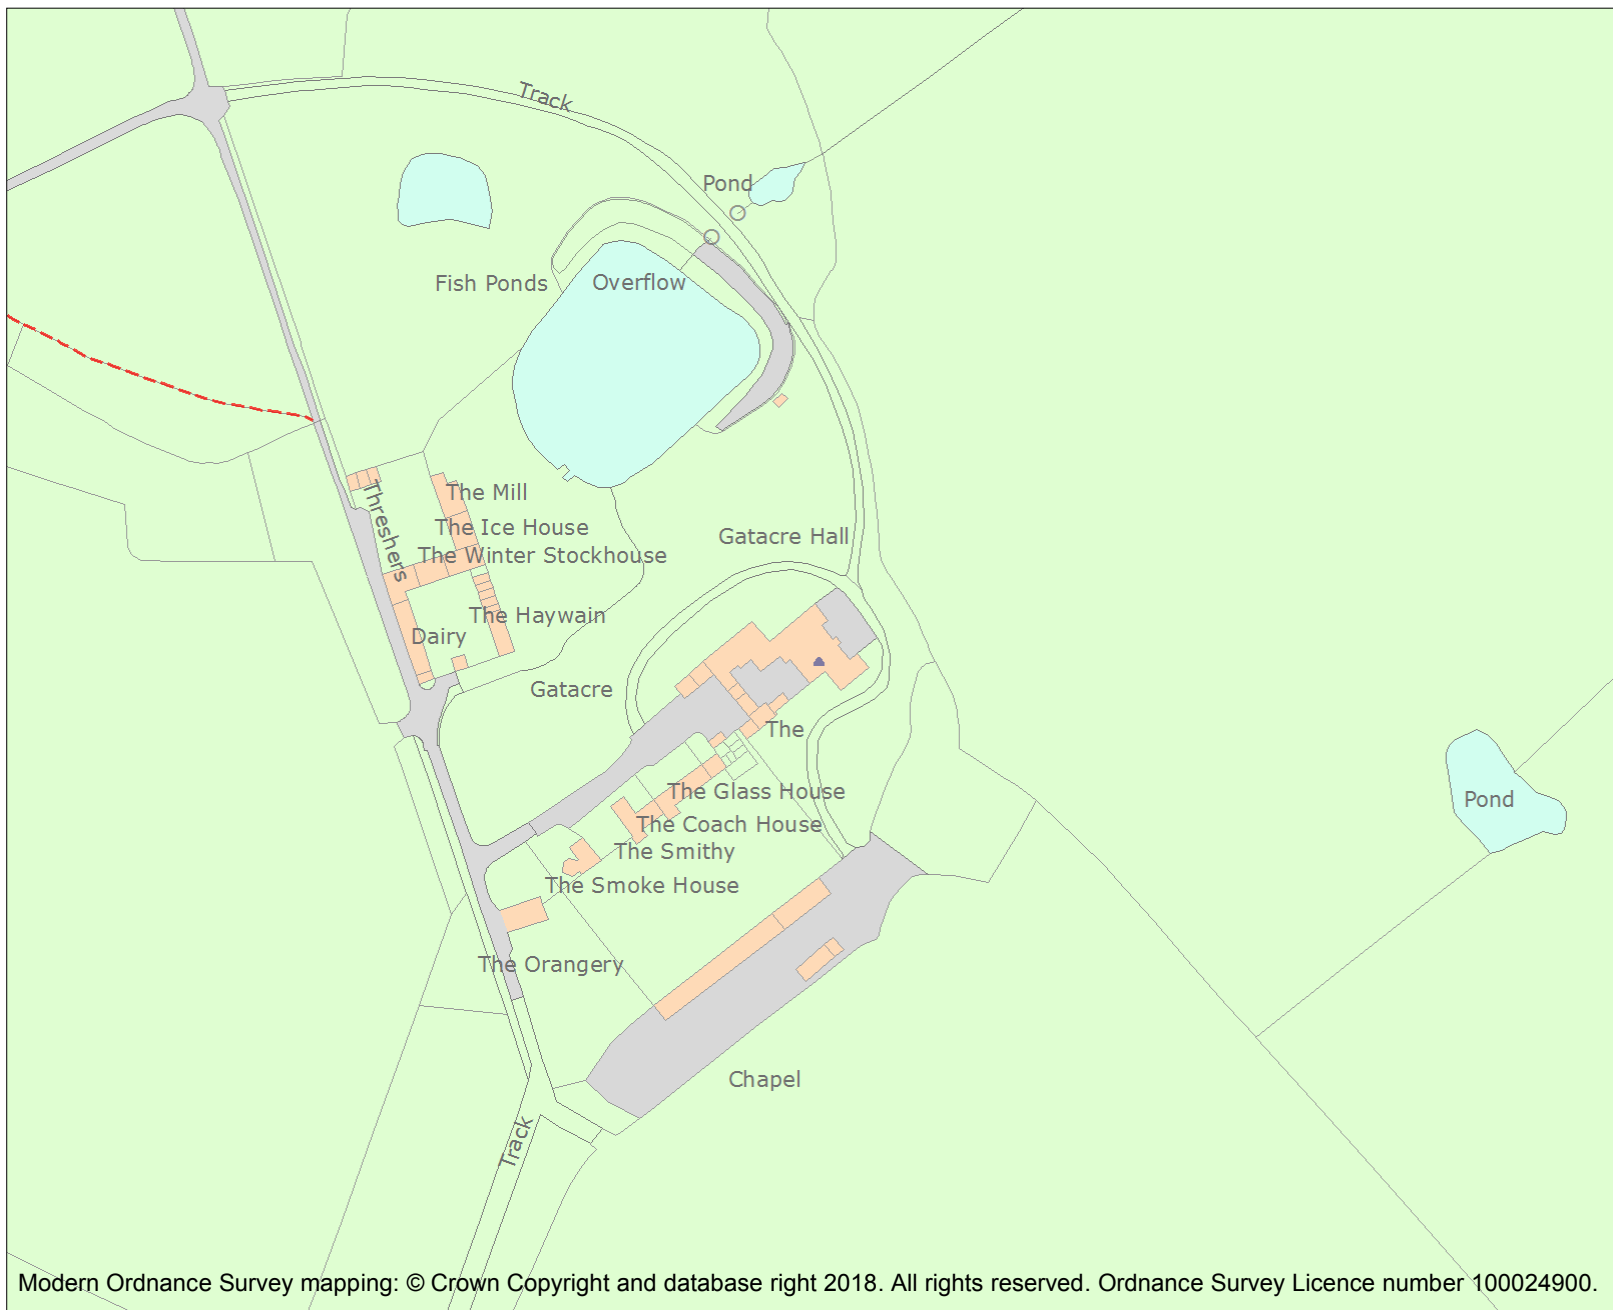 Track
Pond
Fish Ponds
Overflow
Threshers
The Mill
The Ice House
Gatacre Hall
The Winter Stockhouse
The Haywain
Dairy
Gatacre
The
The Glass House
Pond
The Coach House
The Smithy
The Smoke House
The Orangery
Chapel
Track
Modern Ordnance Survey mapping: © Crown Copyright and database right 2018. All rights reserved. Ordnance Survey Licence number 100024900.